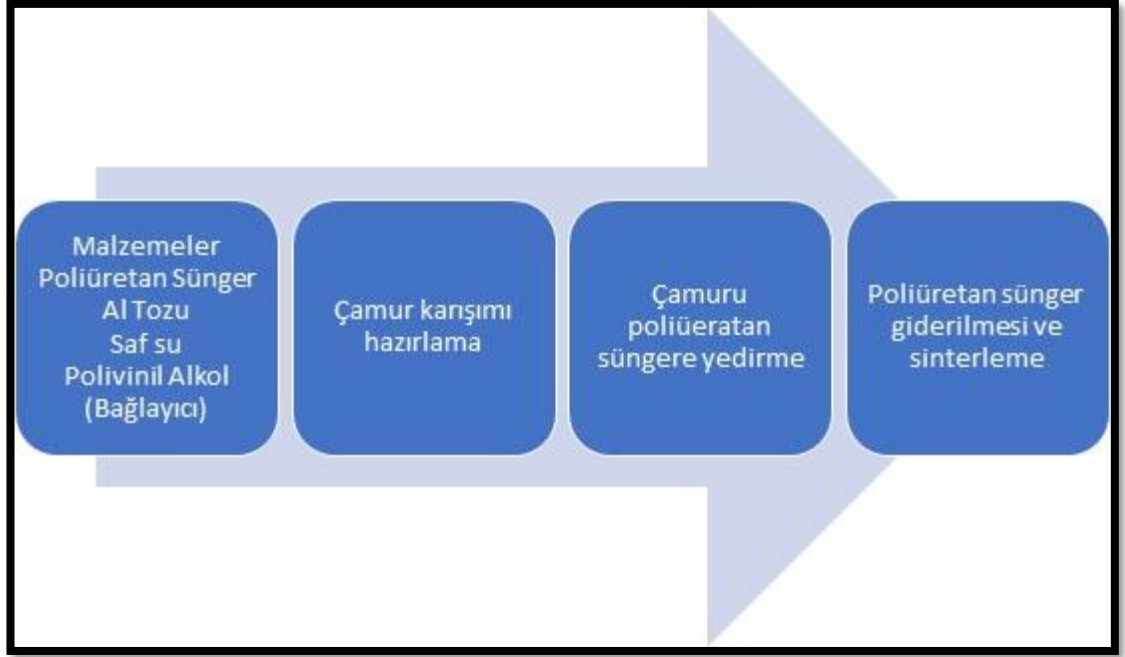 Malzemeler
Poliüretan Sünger
Al Tozu
Saf su
Polivinil Alkol
(Bağlayıcı)
Çamur karışımı
hazırlama
Çamuru
poliüeratan
süngere yedirme
Poliüretan sünger
giderilmesi ve
sinterleme